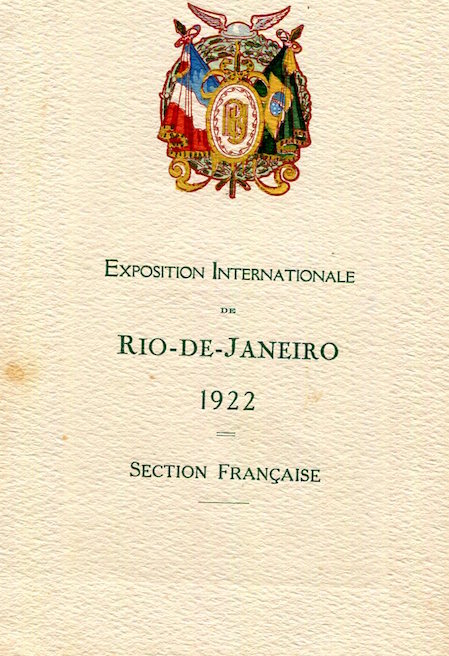 EXPOSITION INTERNATIONALE
DE
RIO-DE-JANEIRO
1922
SECTION FRANÇAISE